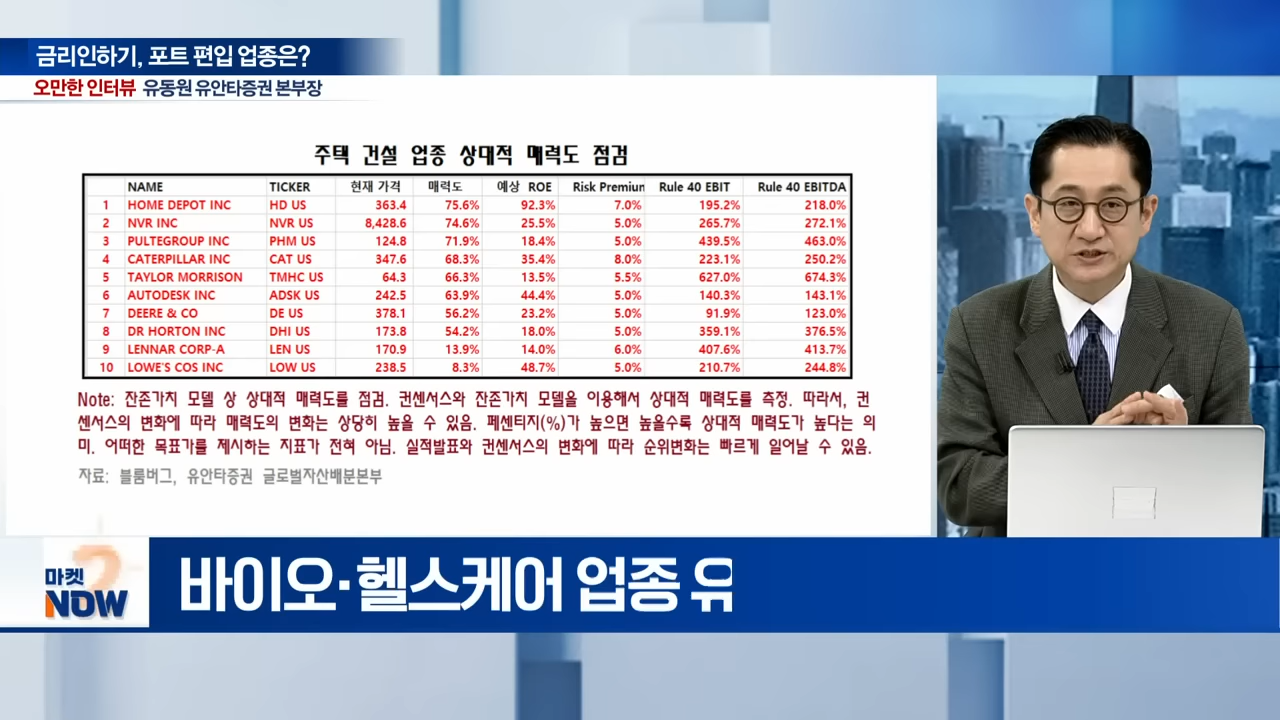 금리인하기, 포트 편입 업종은?
오만한 인터뷰 유동원 유안타증권 본부장
주택 건설 업종 상대적 매력도 점검
NAME TICKER 현재 가격 매력도 예상 ROE Risk Premiun Rule 40 EBIT Rule 40 EBITDA
1 HOME DEPOT INC HD US 363.4 75.6% 92.3% 7.0% 195.2% 218.0%
2 NVR INC NVR US 8,428.6 74.6% 25.5% 5.0% 265.7% 272.1%
3 PULTEGROUP INC PHM US 124.8 71.9% 18.4% 5.0% 439.5% 463.0%
4 CATERPILLAR INC CAT US 347.6 68.3% 35.4% 8.0% 223.1% 250.2%
5 TAYLOR MORRISON TMHC US 64.3 66.3% 13.5% 5.5% 627.0% 674.3%
6 AUTODESK INC ADSK US 242.5 63.9% 44.4% 5.0% 140.3% 143.1%
7 DEERE & CO DE US 378.1 56.2% 23.2% 5.0% 91.9% 123.0%
8 DR HORTON INC DHI US 173.8 54.2% 18.0% 5.0% 359.1% 376.5%
9 LENNAR CORP-A LEN US 170.9 13.9% 14.0% 6.0% 407.6% 413.7%
10 LOWE'S COS INC LOW US 238.5 8.3% 48.7% 5.0% 210.7% 244.8%
Note: 잔존가치 모델 상 상대적 매력도를 점검. 컨센서스와 잔존가치 모델을 이용해서 상대적 매력도를 측정. 따라서, 컨
센서스의 변화에 따라 매력도의 변화는 상당히 높을 수 있음. 페센티지(%)가 높으면 높을수록 상대적 매력도가 높다는 의
미. 어떠한 목표가를 제시하는 지표가 전혀 아님. 실적발표와 컨센서스의 변화에 따라 순위변화는 빠르게 일어날 수 있음.
자료: 블룸버그, 유안타증권 글로벌자산배분본부
마켓
NOW
바이오·헬스케어 업종 유